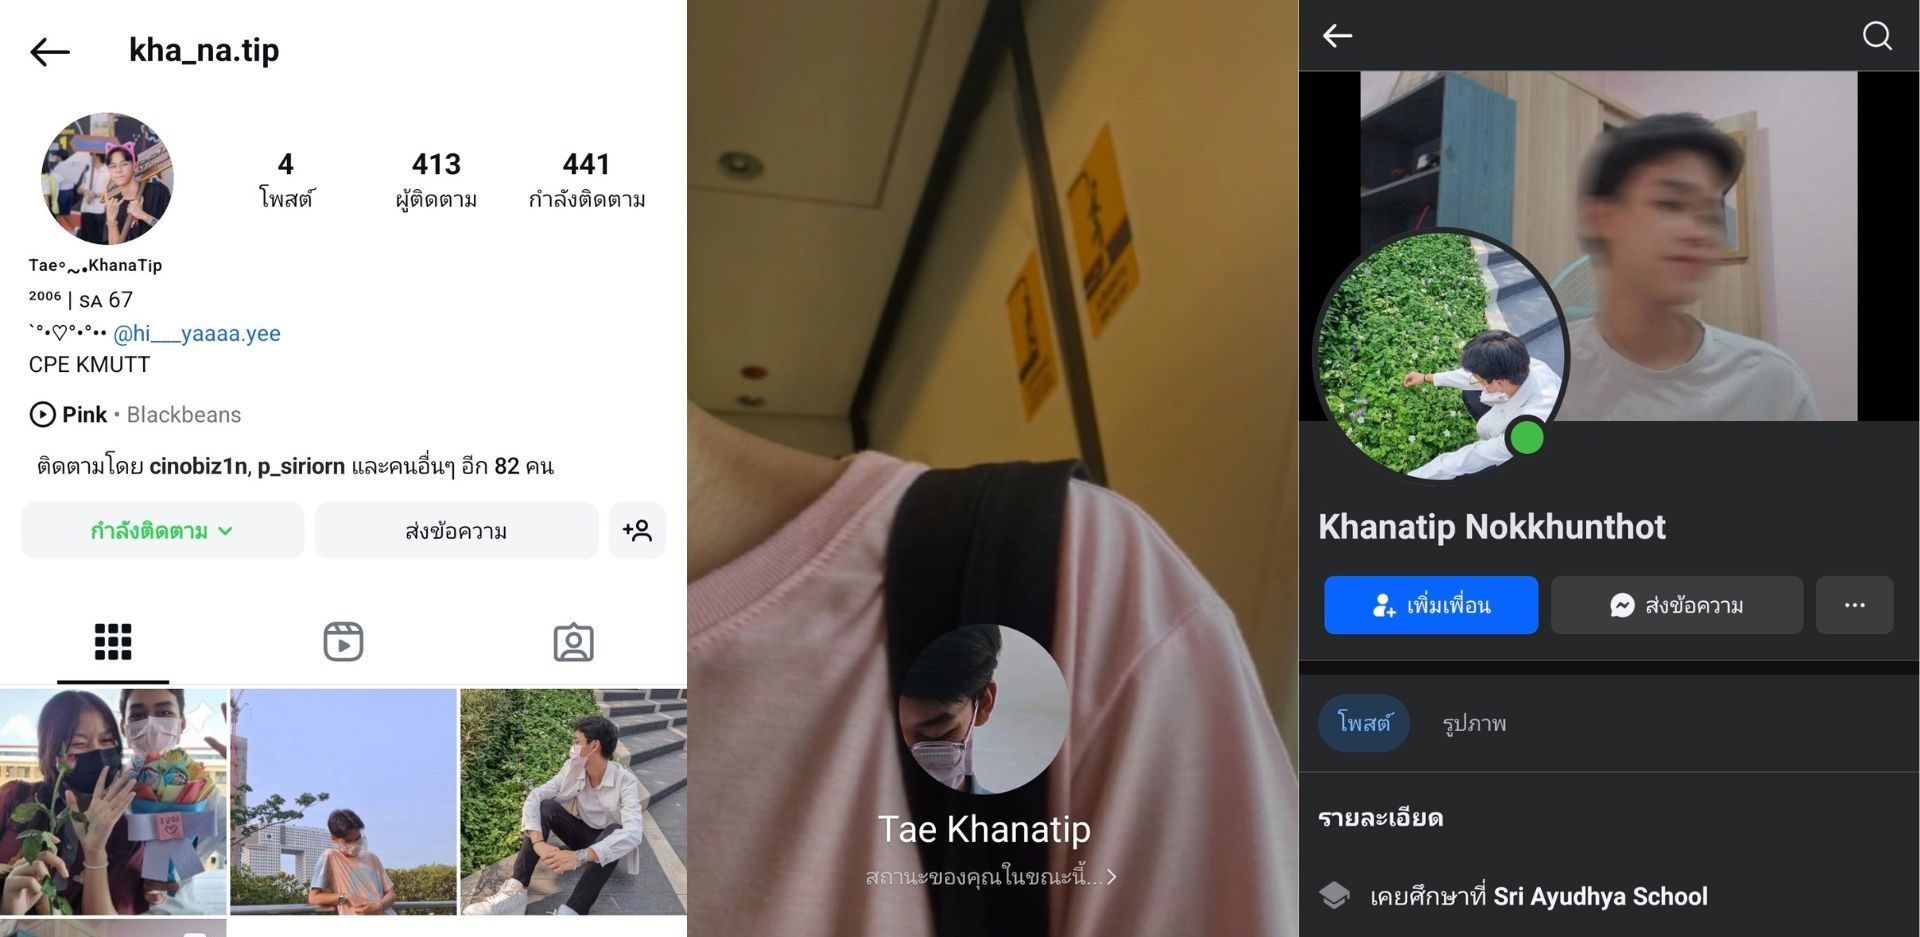 kha_na.tip
4
โพสต์
413
ผู้ติดตาม
441
กำลังติดตาม
Tae∘~•KhanaTip
²⁰⁰⁶ | SA 67
`°•♡°•°•• @hi___yaaaa.yee
CPE KMUTT
Pink • Blackbeans
ติดตามโดย cinobiz1n, p_siriorn และคนอื่นๆ อีก 82 คน
กำลังติดตาม
ส่งข้อความ
LOVE
Tae Khanatip
สถานะของคุณในขณะนี้...
Khanatip Nokkhunthot
เพิ่มเพื่อน
ส่งข้อความ
โพสต์
รูปภาพ
รายละเอียด
เคยศึกษาที่ Sri Ayudhya School